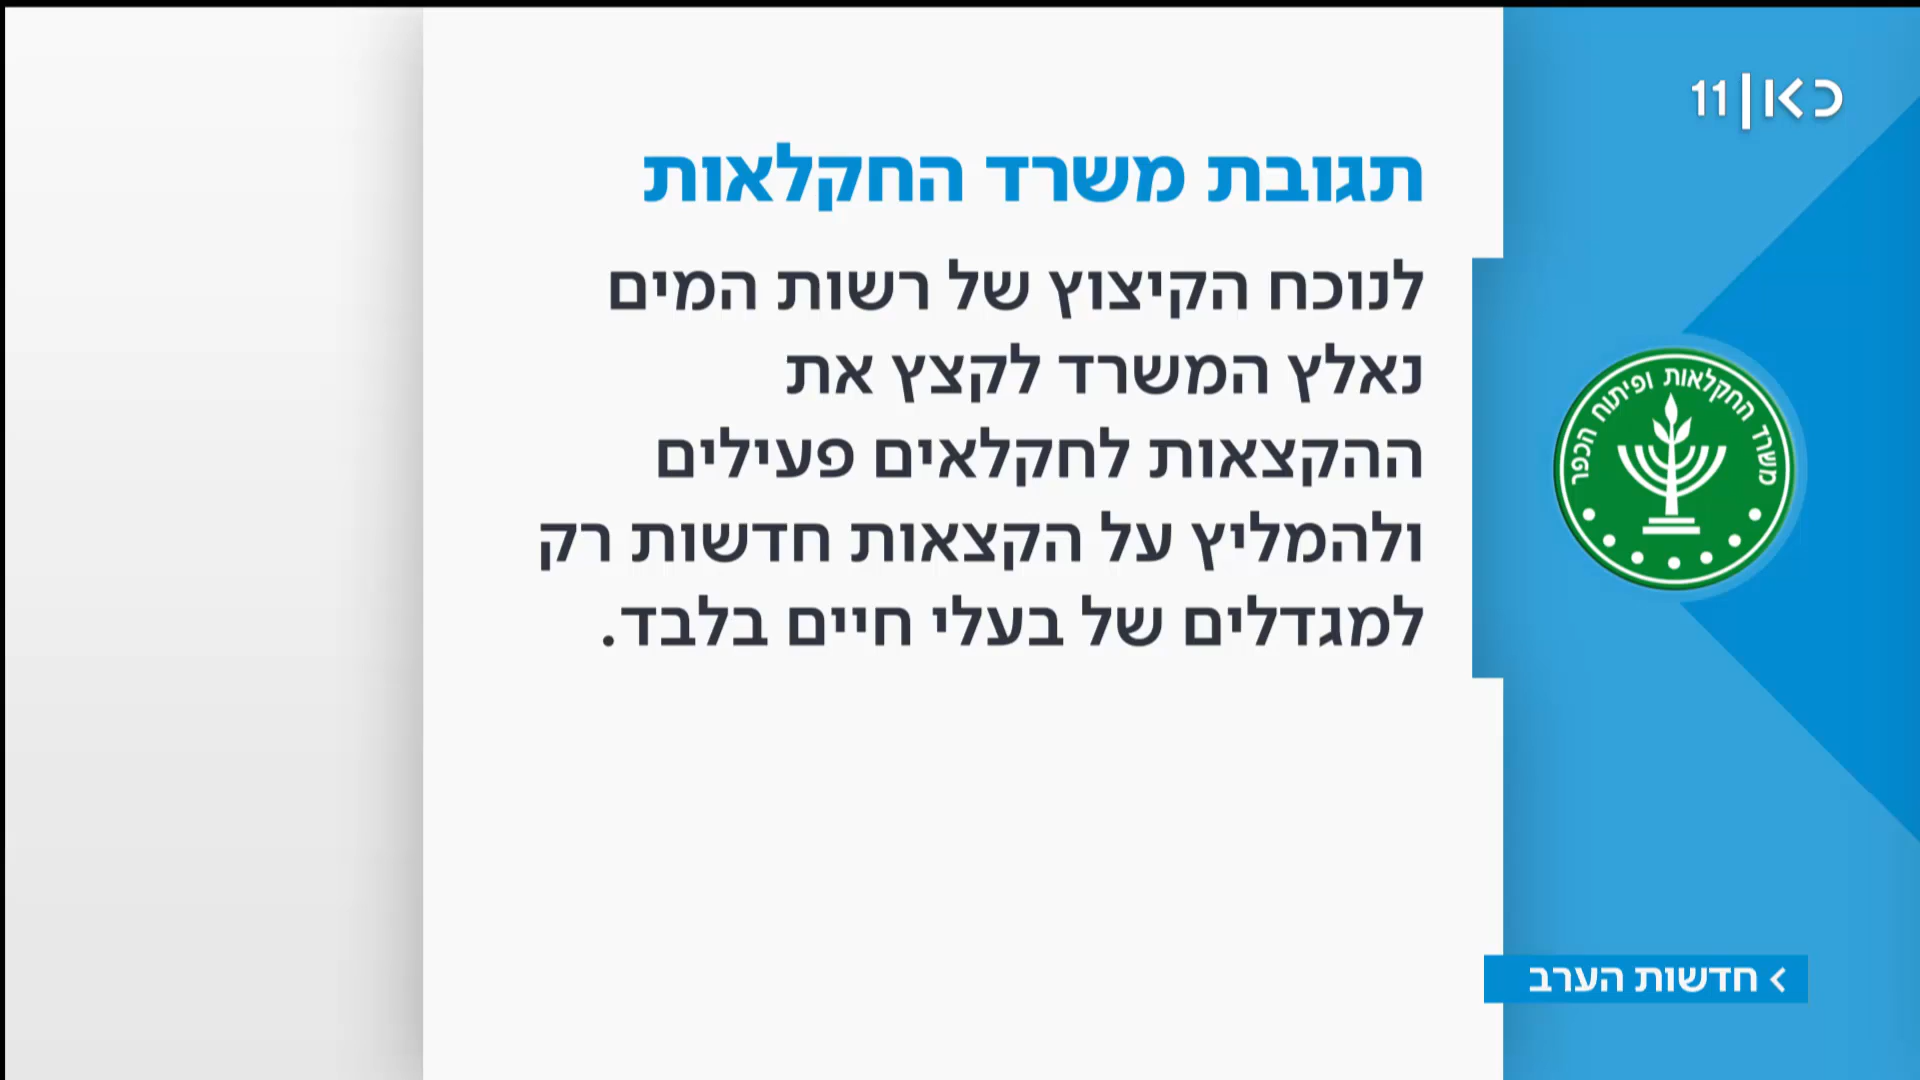 כאן 11
תגובת משרד החקלאות
לנוכח הקיצוץ של רשות המים
נאלץ המשרד לקצץ את
ההקצאות לחקלאים פעילים
ולהמליץ על הקצאות חדשות רק
למגדלים של בעלי חיים בלבד.
משרד החקלאות ופיתוח הכפר
חדשות הערב